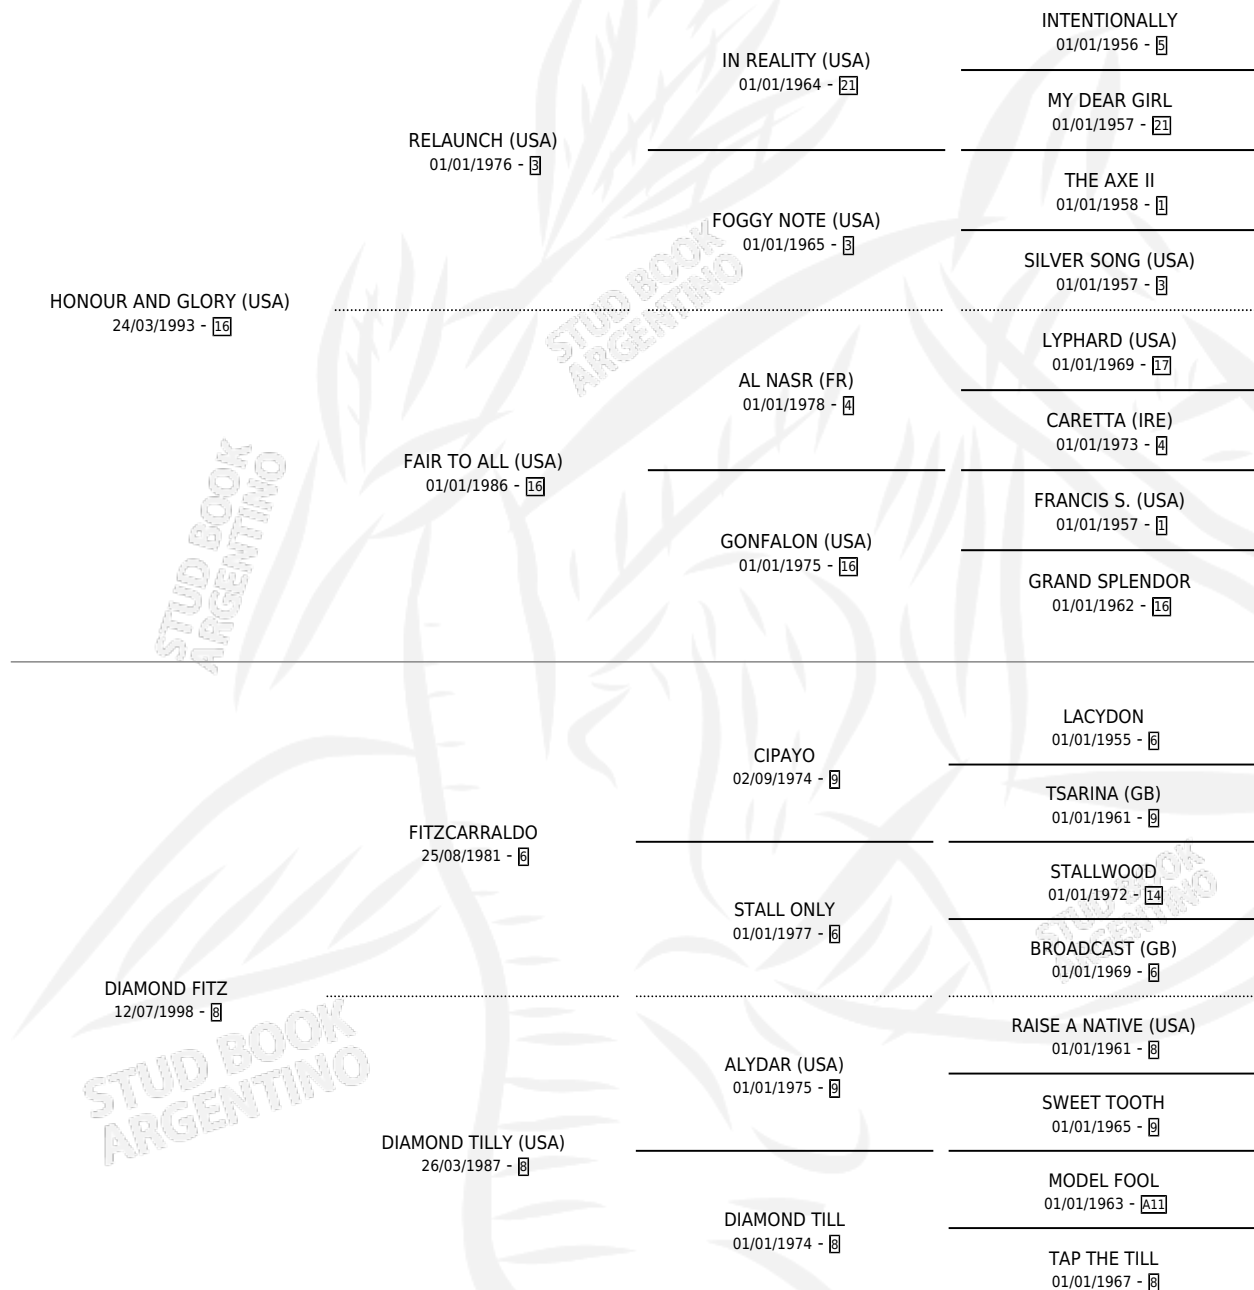 INTENTIONALLY
01/01/1956 - 5
IN REALITY (USA)
01/01/1964 - 21
MY DEAR GIRL
01/01/1957 - 21
RELAUNCH (USA)
01/01/1976 - 3
THE AXE II
01/01/1958 - 1
FOGGY NOTE (USA)
01/01/1965 - 3
SILVER SONG (USA)
01/01/1957 - 3
HONOUR AND GLORY (USA)
24/03/1993 - 16
LYPHARD (USA)
01/01/1969 - 17
AL NASR (FR)
01/01/1978 - 4
CARETTA (IRE)
01/01/1973 - 4
FAIR TO ALL (USA)
01/01/1986 - 16
FRANCIS S. (USA)
01/01/1957 - 1
GONFALON (USA)
01/01/1975 - 16
GRAND SPLENDOR
01/01/1962 - 16
LACYDON
01/01/1955 - 6
CIPAYO
02/09/1974 - 9
TSARINA (GB)
01/01/1961 - 9
FITZCARRALDO
25/08/1981 - 6
STALLWOOD
01/01/1972 - 14
STALL ONLY
01/01/1977 - 6
BROADCAST (GB)
01/01/1969 - 6
DIAMOND FITZ
12/07/1998 - 8
RAISE A NATIVE (USA)
01/01/1961 - 8
ALYDAR (USA)
01/01/1975 - 9
SWEET TOOTH
01/01/1965 - 9
DIAMOND TILLY (USA)
26/03/1987 - 8
MODEL FOOL
01/01/1963 - A11
DIAMOND TILL
01/01/1974 - 8
TAP THE TILL
01/01/1967 - 8
STUD BOOK
ARGENTINO
STUD BOOK
ARGENTINO
STUD BOOK
ARGENTINO
STUD BOOK
ARGENTINO